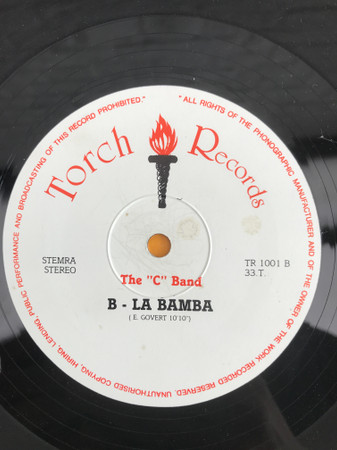 "ALL RIGHTS OF THE PHONOGRAPHIC MANUFACTURER AND OF THE OWNER OF THE WORK RECORDED RESERVED. UNAUTHORISED COPYING, HIRING, LENDING, PUBLIC PERFORMANCE AND BROADCASTING OF THIS RECORD PROHIBITED."
Torch Records
STEMRA
STEREO
TR 1001 B
33.T.
The "C" Band
B - LA BAMBA
( E. GOVERT 10'10")